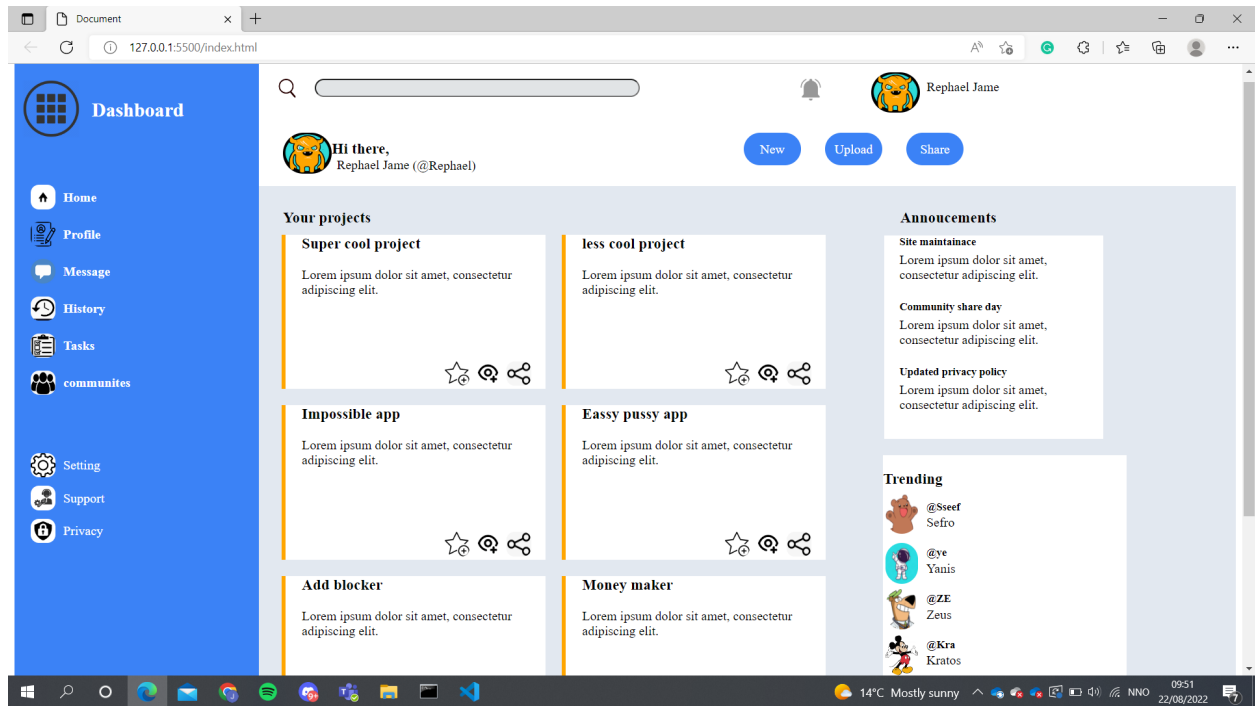 Document
127.0.0.1:5500/index.html
Dashboard
Rephael Jame
Hi there,
Rephael Jame (@Rephael)
New
Upload
Share
Home
Profile
Message
History
Tasks
communites
Setting
Support
Privacy
Your projects
Super cool project
Lorem ipsum dolor sit amet, consectetur
adipiscing elit.
less cool project
Lorem ipsum dolor sit amet, consectetur
adipiscing elit.
Impossible app
Lorem ipsum dolor sit amet, consectetur
adipiscing elit.
Eassy pussy app
Lorem ipsum dolor sit amet, consectetur
adipiscing elit.
Add blocker
Lorem ipsum dolor sit amet, consectetur
adipiscing elit.
Money maker
Lorem ipsum dolor sit amet, consectetur
adipiscing elit.
Annoucements
Site maintainace
Lorem ipsum dolor sit amet,
consectetur adipiscing elit.
Community share day
Lorem ipsum dolor sit amet,
consectetur adipiscing elit.
Updated privacy policy
Lorem ipsum dolor sit amet,
consectetur adipiscing elit.
Trending
@Sseef
Sefro
@ye
Yanis
@ZE
Zeus
@Kra
Kratos
14°C Mostly sunny
NNO
09:51
22/08/2022
7